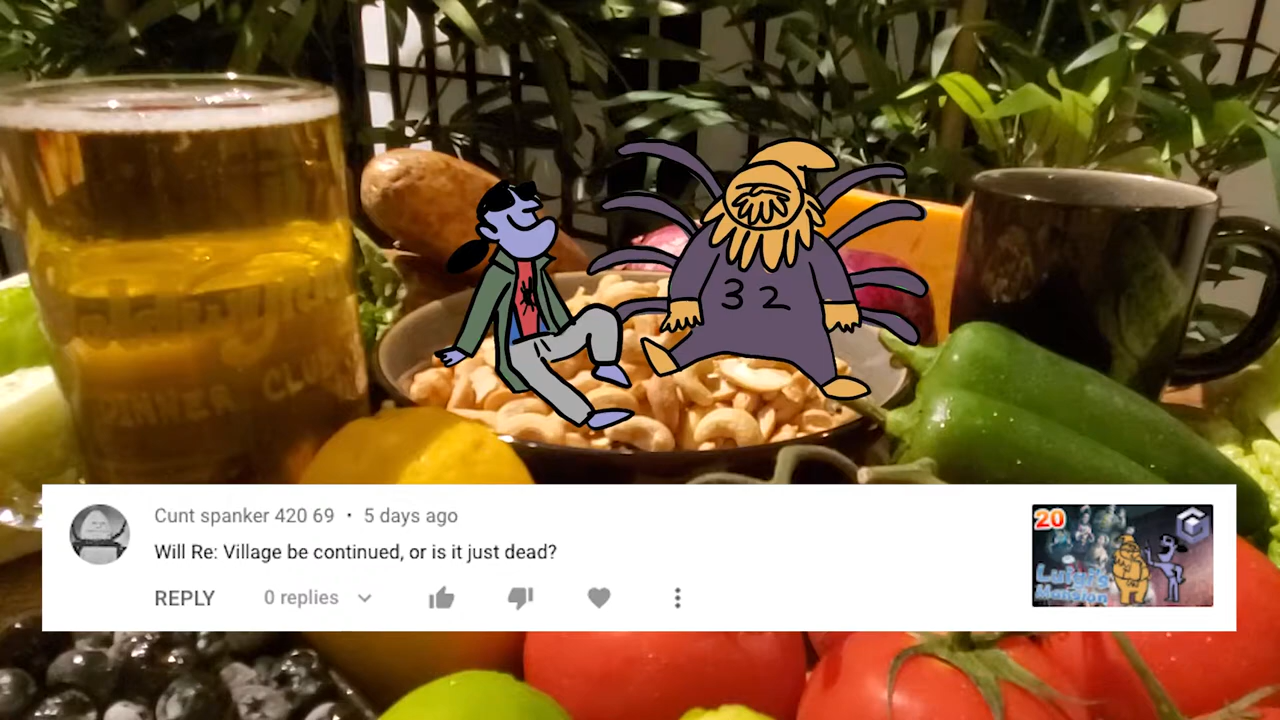 32
Cunt spanker 420 69 • 5 days ago
Will Re: Village be continued, or is it just dead?
REPLY 0 replies
20
Luigi's
Mansion